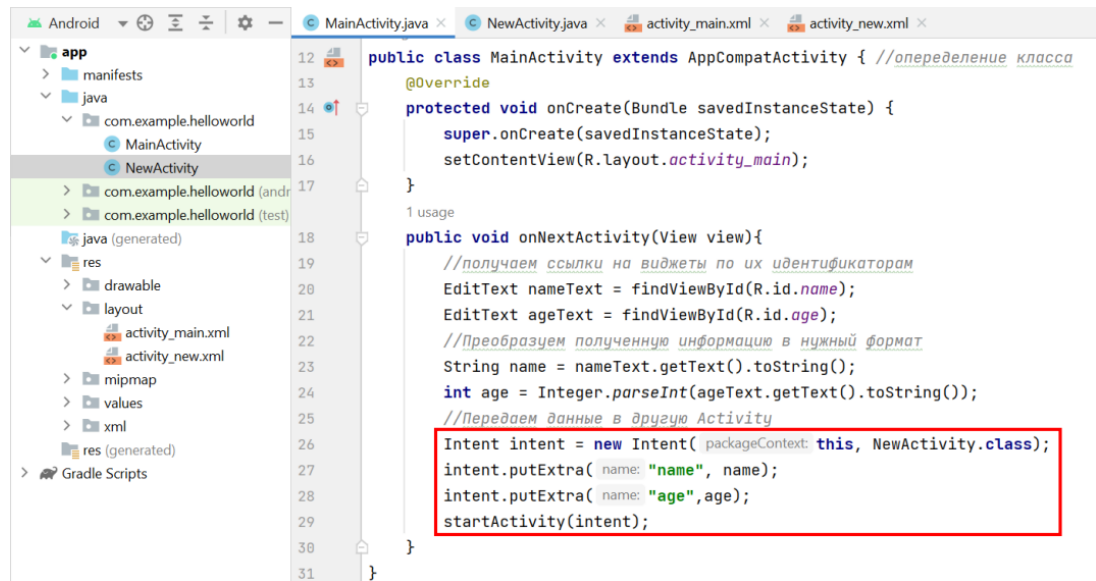 Android
MainActivity.java
NewActivity.java
activity_main.xml
activity_new.xml
app
manifests
java
com.example.helloworld
MainActivity
NewActivity
com.example.helloworld (andr
com.example.helloworld (test)
java (generated)
res
drawable
layout
activity_main.xml
activity_new.xml
mipmap
values
xml
res (generated)
Gradle Scripts
12 public class MainActivity extends AppCompatActivity { //опеределение класса
13 @Override
14 protected void onCreate(Bundle savedInstanceState) {
15 super.onCreate(savedInstanceState);
16 setContentView(R.layout.activity_main);
17 }
1 usage
18 public void onNextActivity(View view){
19 //получаем ссылки на виджеты по их идентификаторам
20 EditText nameText = findViewById(R.id.name);
21 EditText ageText = findViewById(R.id.age);
22 //Преобразуем полученную информацию в нужный формат
23 String name = nameText.getText().toString();
24 int age = Integer.parseInt(ageText.getText().toString());
25 //Передаем данные в другую Activity
26 Intent intent = new Intent( packageContext: this, NewActivity.class);
27 intent.putExtra( name: "name", name);
28 intent.putExtra( name: "age",age);
29 startActivity(intent);
30 }
31 }